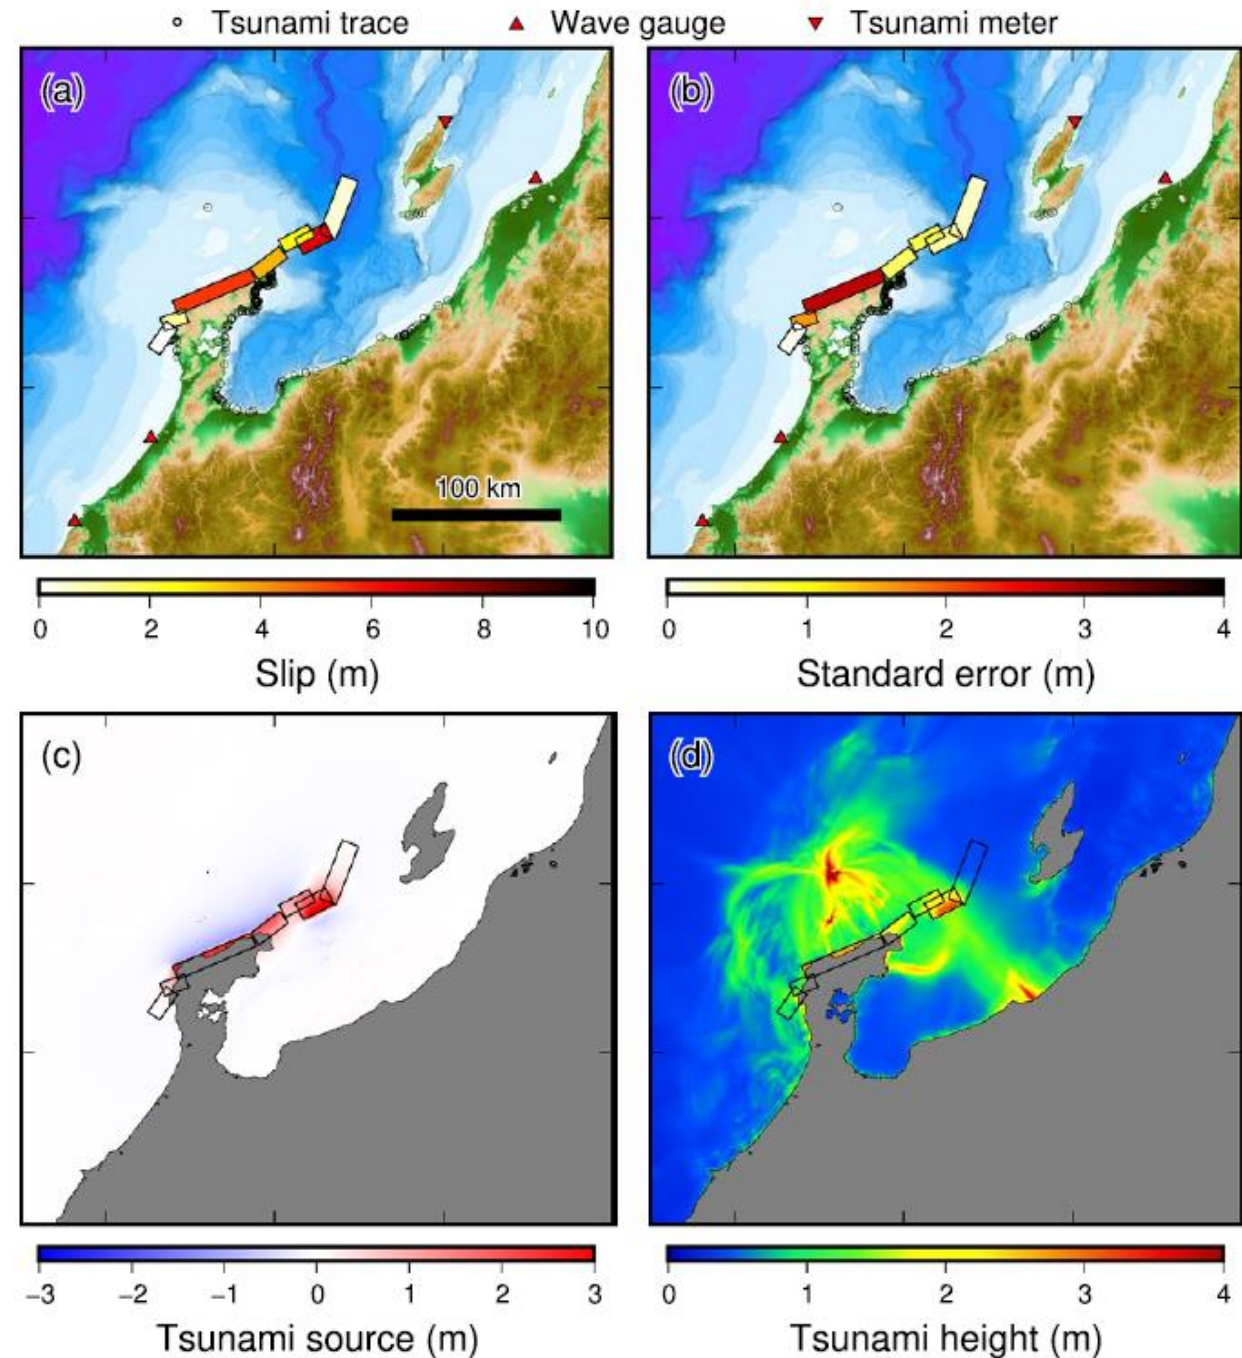 Tsunami trace Wave gauge Tsunami meter
(a) (b)
100 km
0 2 4 6 8 10 0 1 2 3 4
Slip (m) Standard error (m)
(c) (d)
−3 −2 −1 0 1 2 3 0 1 2 3 4
Tsunami source (m) Tsunami height (m)